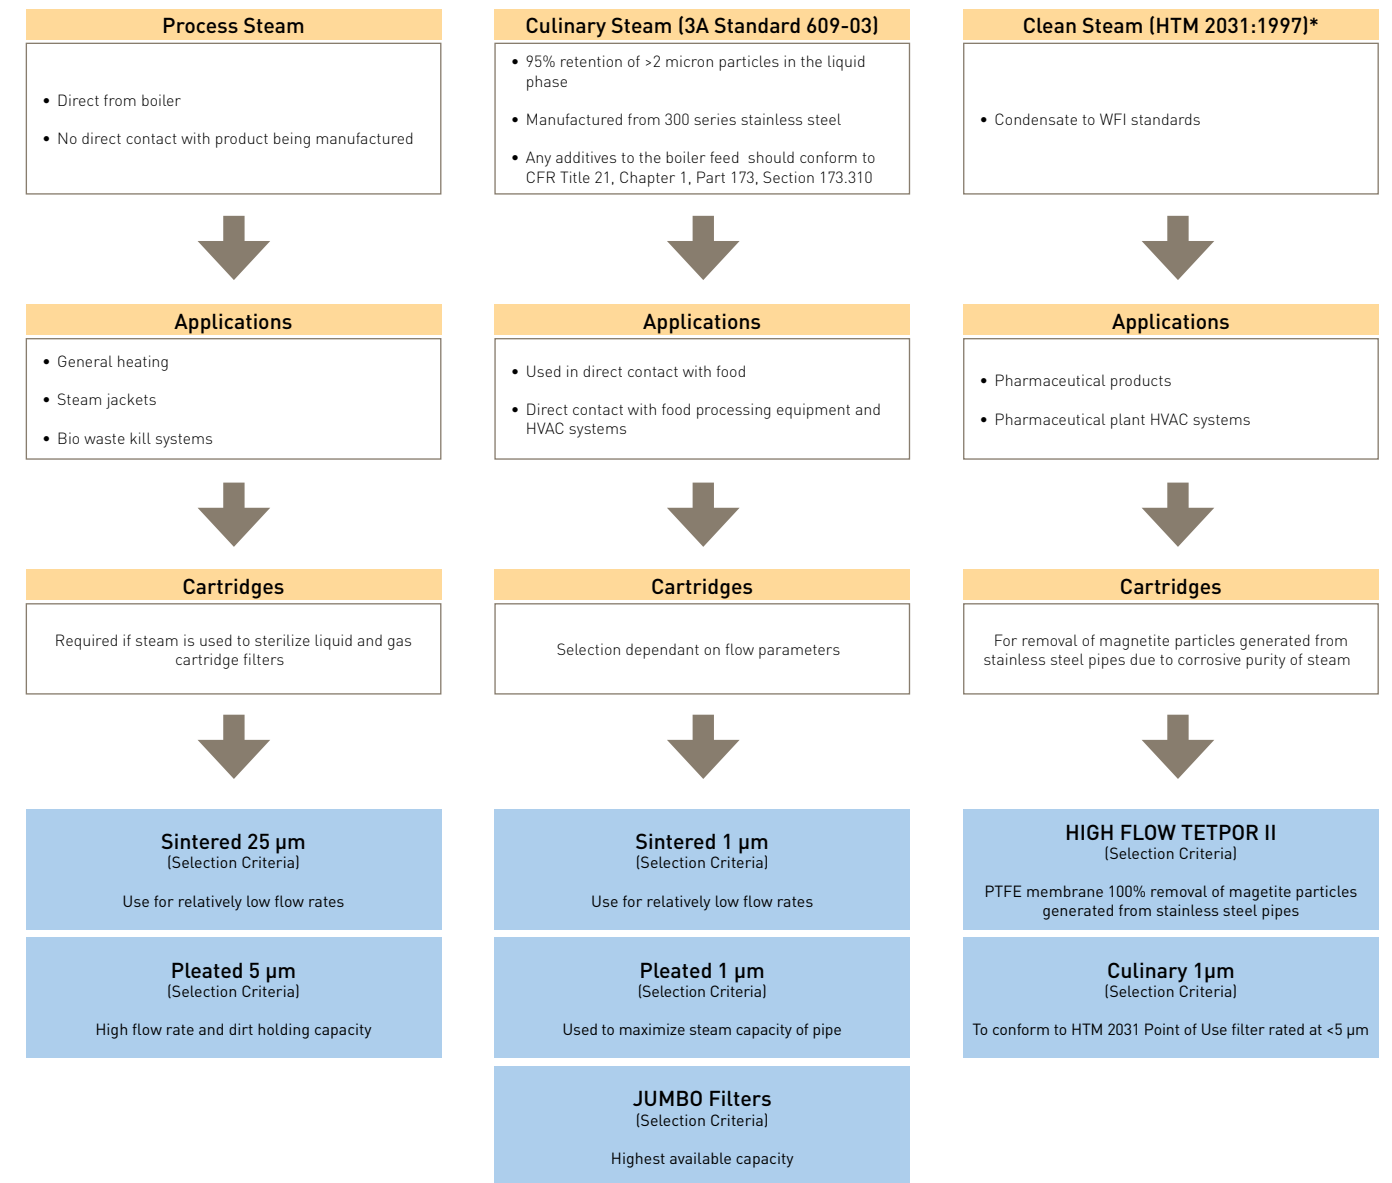 Process Steam
• Direct from boiler
• No direct contact with product being manufactured
Applications
• General heating
• Steam jackets
• Bio waste kill systems
Cartridges
Required if steam is used to sterilize liquid and gas
cartridge filters
Sintered 25 µm
(Selection Criteria)
Use for relatively low flow rates
Pleated 5 µm
(Selection Criteria)
High flow rate and dirt holding capacity
Culinary Steam (3A Standard 609-03)
• 95% retention of >2 micron particles in the liquid
phase
• Manufactured from 300 series stainless steel
• Any additives to the boiler feed should conform to
CFR Title 21, Chapter 1, Part 173, Section 173.310
Applications
• Used in direct contact with food
• Direct contact with food processing equipment and
HVAC systems
Cartridges
Selection dependant on flow parameters
Sintered 1 µm
(Selection Criteria)
Use for relatively low flow rates
Pleated 1 µm
(Selection Criteria)
Used to maximize steam capacity of pipe
JUMBO Filters
(Selection Criteria)
Highest available capacity
Clean Steam (HTM 2031:1997)*
• Condensate to WFI standards
Applications
• Pharmaceutical products
• Pharmaceutical plant HVAC systems
Cartridges
For removal of magnetite particles generated from
stainless steel pipes due to corrosive purity of steam
HIGH FLOW TETPOR II
(Selection Criteria)
PTFE membrane 100% removal of magetite particles
generated from stainless steel pipes
Culinary 1µm
(Selection Criteria)
To conform to HTM 2031 Point of Use filter rated at <5 µm